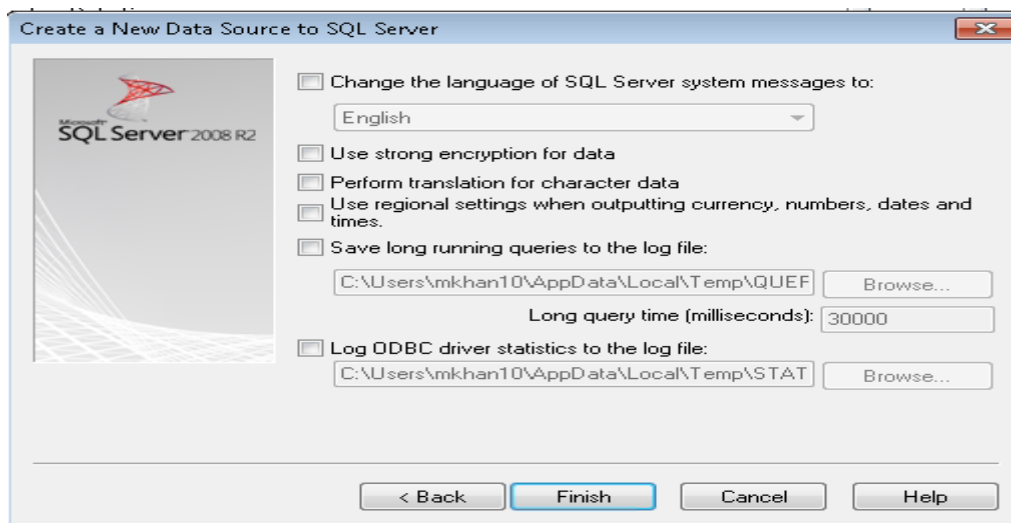 Create a New Data Source to SQL Server
Microsoft
SQL Server 2008 R2
Change the language of SQL Server system messages to:
English
Use strong encryption for data
Perform translation for character data
Use regional settings when outputting currency, numbers, dates and
times.
Save long running queries to the log file:
C:\Users\mkhan10\AppData\Local\Temp\QUEF
Browse...
Long query time (milliseconds):
30000
Log ODBC driver statistics to the log file:
C:\Users\mkhan10\AppData\Local\Temp\STAT
Browse...
< Back
Finish
Cancel
Help